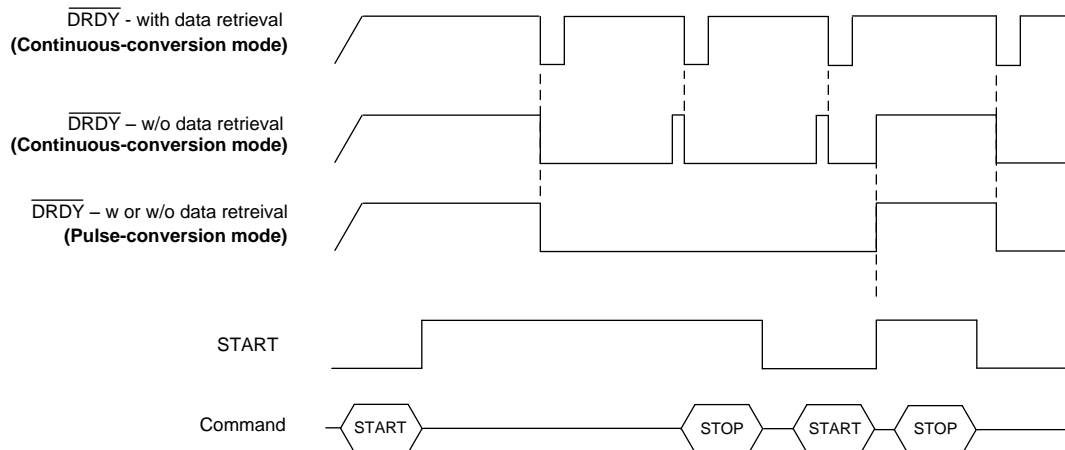 DRDY - with data retrieval
(Continuous-conversion mode)
DRDY – w/o data retrieval
(Continuous-conversion mode)
DRDY – w or w/o data retreival
(Pulse-conversion mode)
START
Command
START
STOP
START
STOP